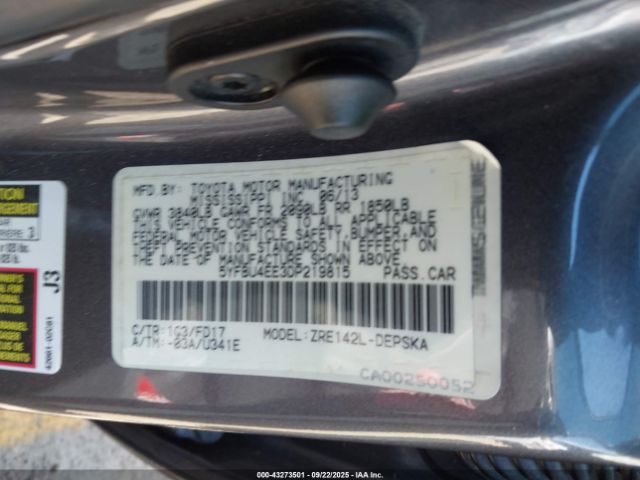 MFD.BY: TOYOTA MOTOR MANUFACTURING
MISSISSIPPI INC. 06/13
GVWR 3840LB GAWR FR 2090LB RR 1850LB
THIS VEHICLE CONFORMS TO ALL APPLICABLE
FEDERAL MOTOR VEHICLE SAFETY,BUMPER,AND
THEFT PREVENTION STANDARDS IN EFFECT
ON THE DATE OF MANUFACTURE SHOWN ABOVE.
5YFBU4EE3DP219815 PASS.CAR
C/TR:1G3/FD17 MODEL:ZRE142L-DEPSKA
A/TM:-03A/U341E
CA00250052
J3
00-43273501 - 09/22/2025 - IAA Inc.